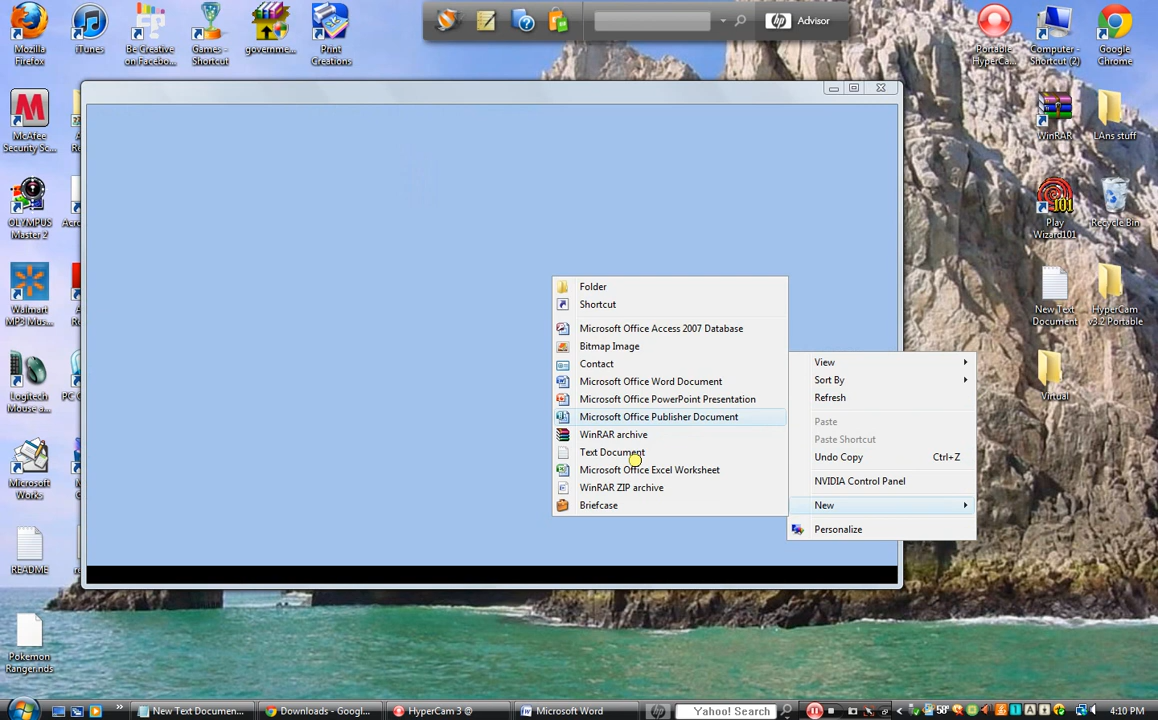 Mozilla
Firefox
iTunes
Be Creative
on Facebo...
Games -
Shortcut
governme...
Print
Creations
Advisor
Portable
HyperCa...
Computer -
Shortcut (2)
Google
Chrome
McAfee
Security Sc...
WinRAR
LAns stuff
OLYMPUS
Master 2
Play
Wizard101
Recycle Bin
Walmart
MP3 Mus...
New Text
Document
HyperCam
v3.2 Portable
Logitech
Mouse a...
Virtual
Microsoft
Works
README
Pokemon
Ranger.nds
Folder
Shortcut
Microsoft Office Access 2007 Database
Bitmap Image
Contact
Microsoft Office Word Document
Microsoft Office PowerPoint Presentation
Microsoft Office Publisher Document
WinRAR archive
Text Document
Microsoft Office Excel Worksheet
WinRAR ZIP archive
Briefcase
View
Sort By
Refresh
Paste
Paste Shortcut
Undo Copy Ctrl+Z
NVIDIA Control Panel
New
Personalize
New Text Documen...
Downloads - Googl...
HyperCam 3 @
Microsoft Word
Yahoo! Search
58°
4:10 PM